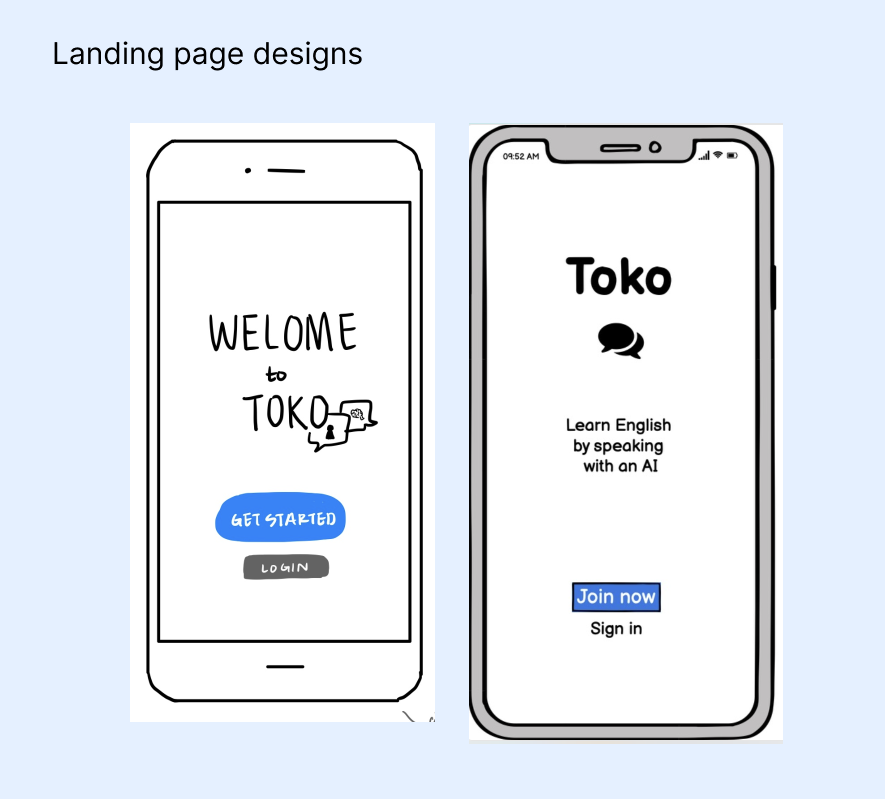 Landing page designs
WELOME
to
TOKO
GET STARTED
LOGIN
09:52 AM
Toko
Learn English
by speaking
with an AI
Join now
Sign in